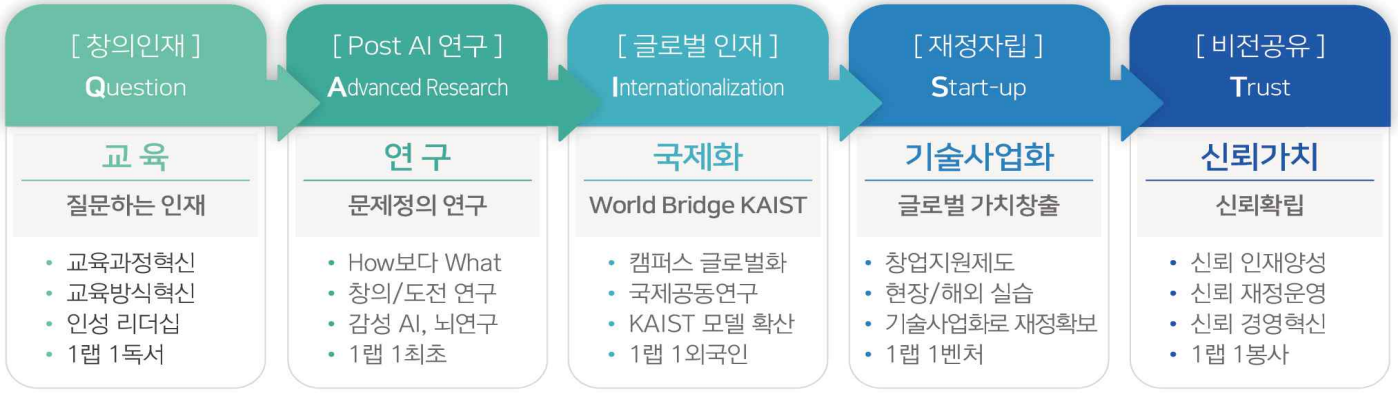 [ 창의인재 ]
Question
교 육
질문하는 인재
• 교육과정혁신
• 교육방식혁신
• 인성 리더십
• 1랩 1독서
[ Post AI 연구 ]
Advanced Research
연 구
문제정의 연구
• How보다 What
• 창의/도전 연구
• 감성 AI, 뇌연구
• 1랩 1최초
[ 글로벌 인재 ]
Internationalization
국제화
World Bridge KAIST
• 캠퍼스 글로벌화
• 국제공동연구
• KAIST 모델 확산
• 1랩 1외국인
[ 재정자립 ]
Start-up
기술사업화
글로벌 가치창출
• 창업지원제도
• 현장/해외 실습
• 기술사업화로 재정확보
• 1랩 1벤처
[ 비전공유 ]
Trust
신뢰가치
신뢰확립
• 신뢰 인재양성
• 신뢰 재정운영
• 신뢰 경영혁신
• 1랩 1봉사